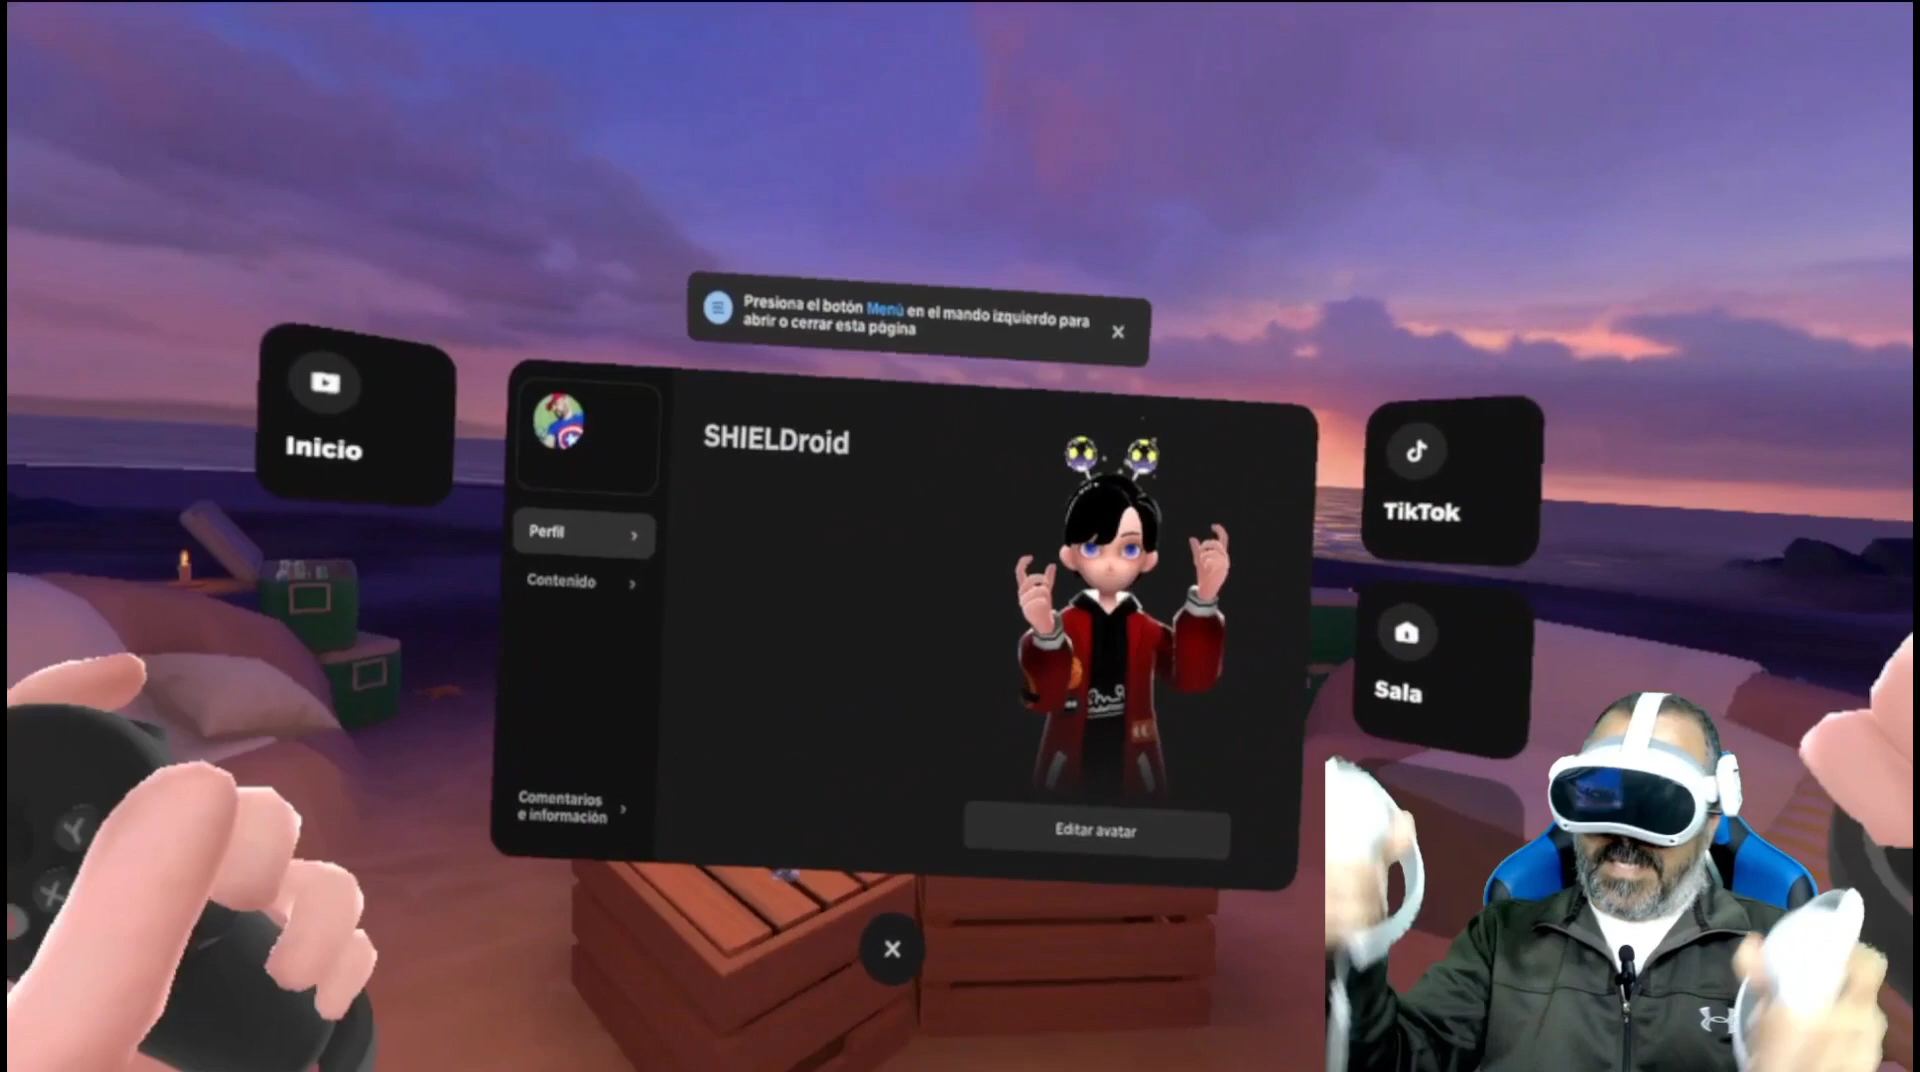 Presiona el botón Menú en el mando izquierdo para
abrir o cerrar esta página
Inicio
SHIELDroid
Perfil
Contenido
Comentarios
e información
Editar avatar
TikTok
Sala
Y
X